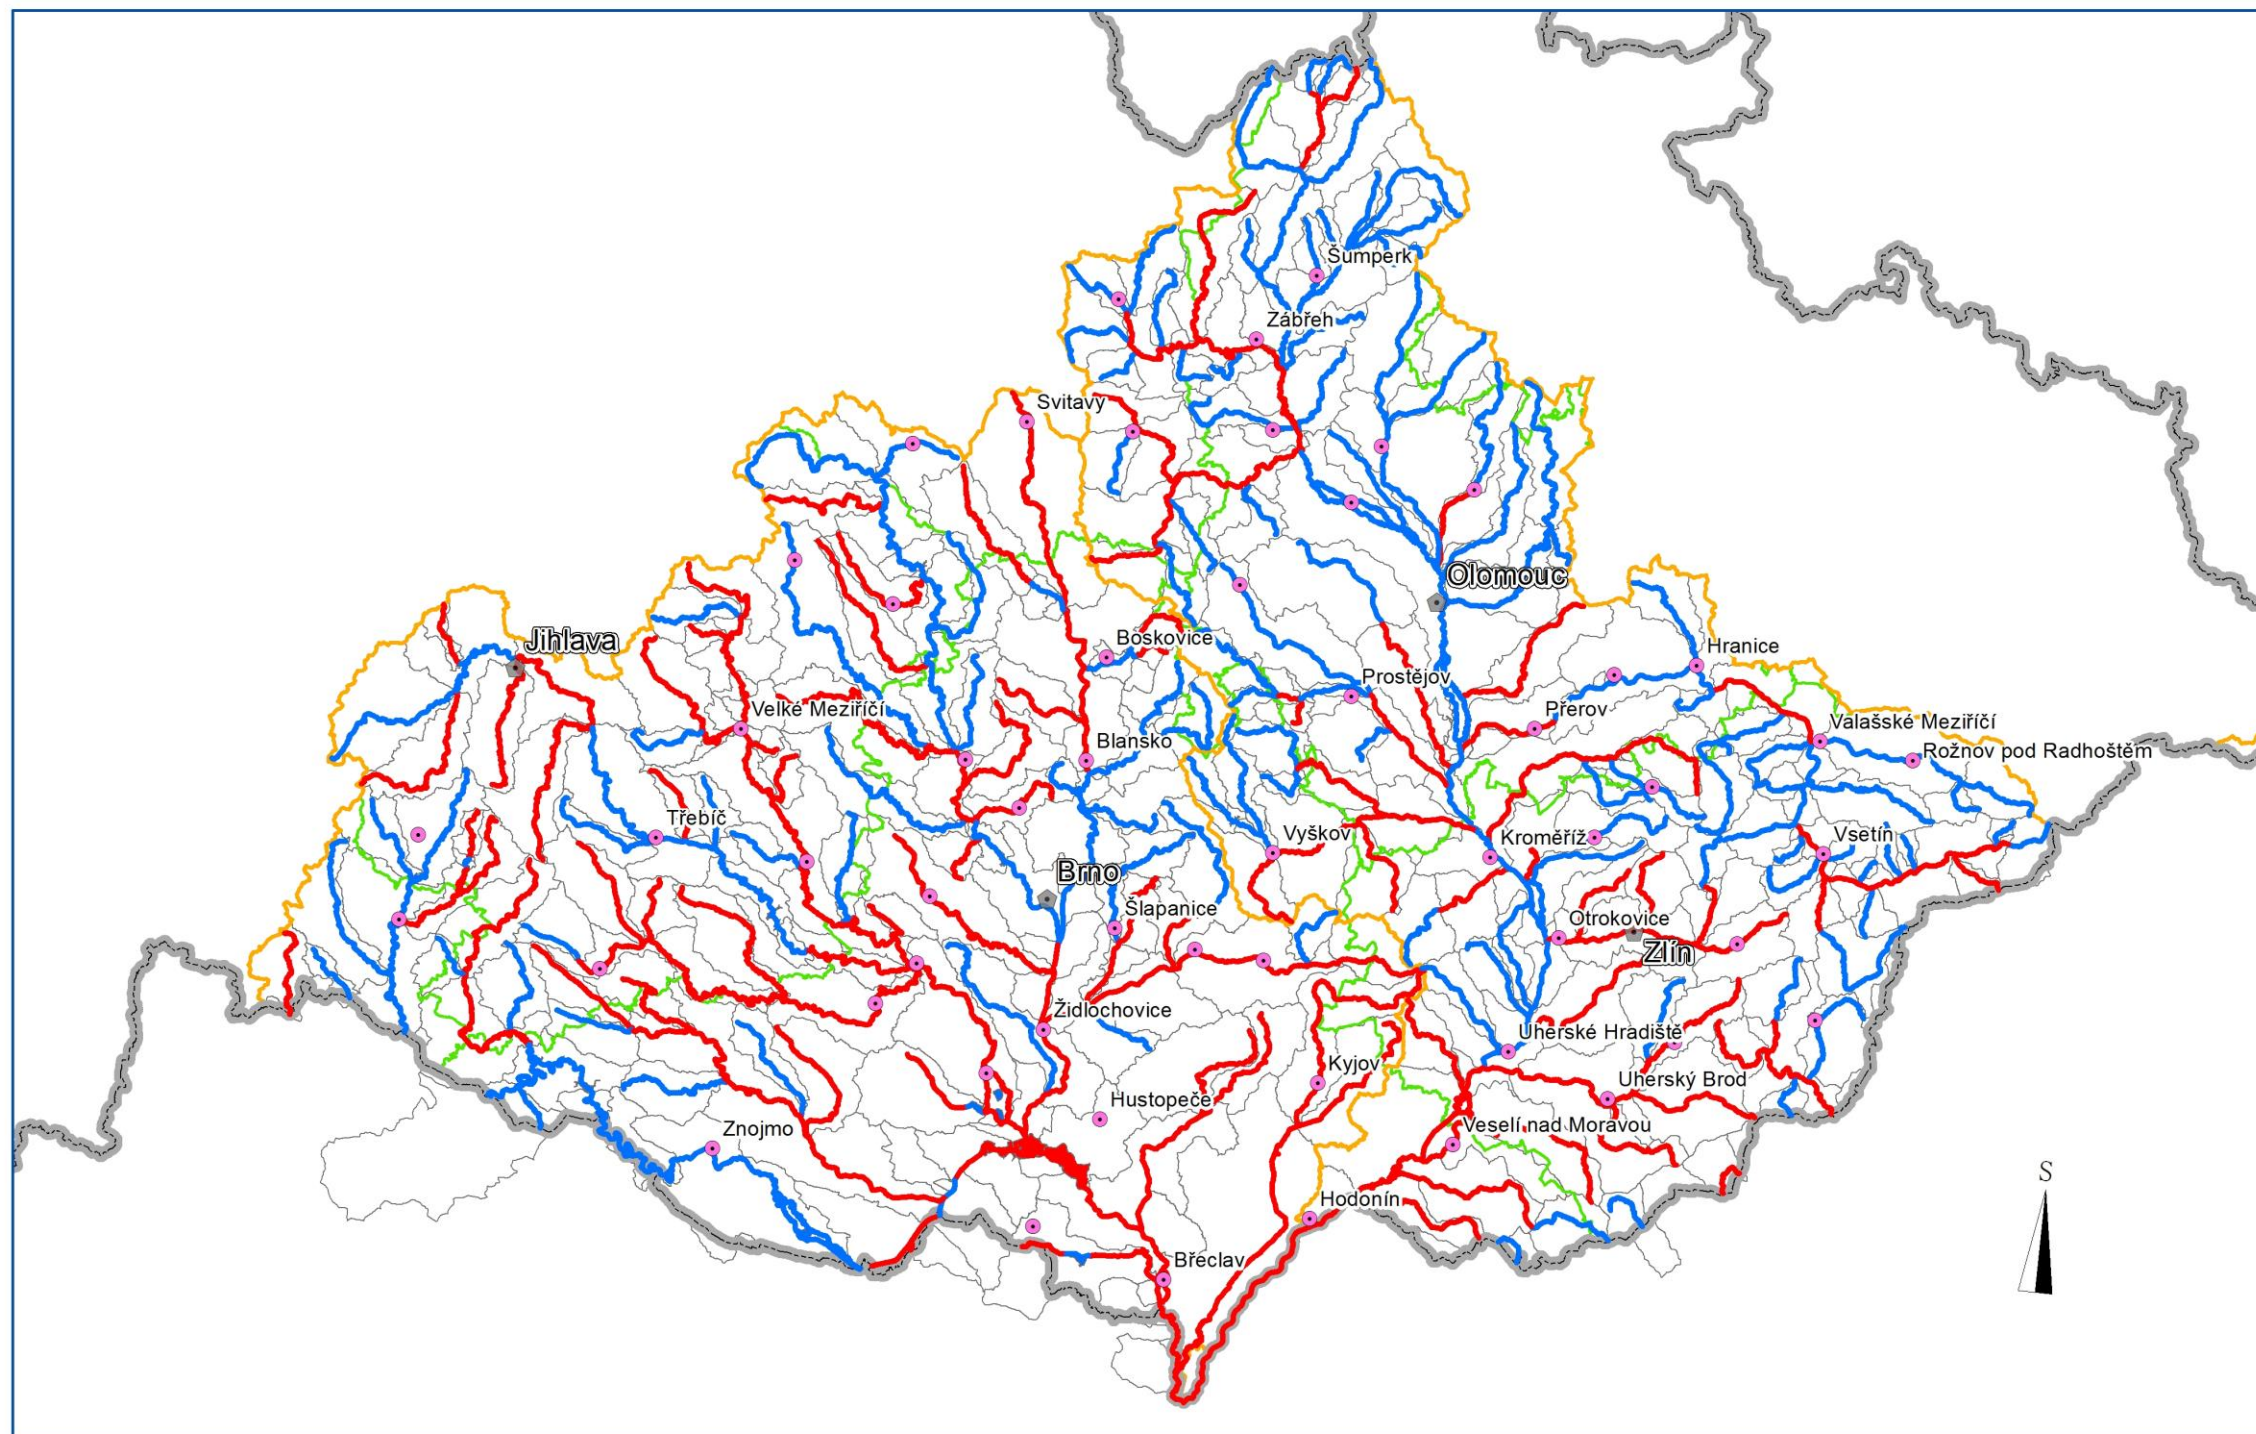 Šumperk
Zábřeh
Svitavy
Olomouc
Jihlava
Boskovice
Hranice
Prostějov
Velké Meziříčí
Přerov
Valašské Meziříčí
Blansko
Rožnov pod Radhoštěm
Třebíč
Vyškov
Kroměříž
Vsetín
Brno
Šlapanice
Otrokovice
Zlín
Židlochovice
Uherské Hradiště
Kyjov
Uherský Brod
Hustopeče
Znojmo
Veselí nad Moravou
S
Hodonín
Břeclav